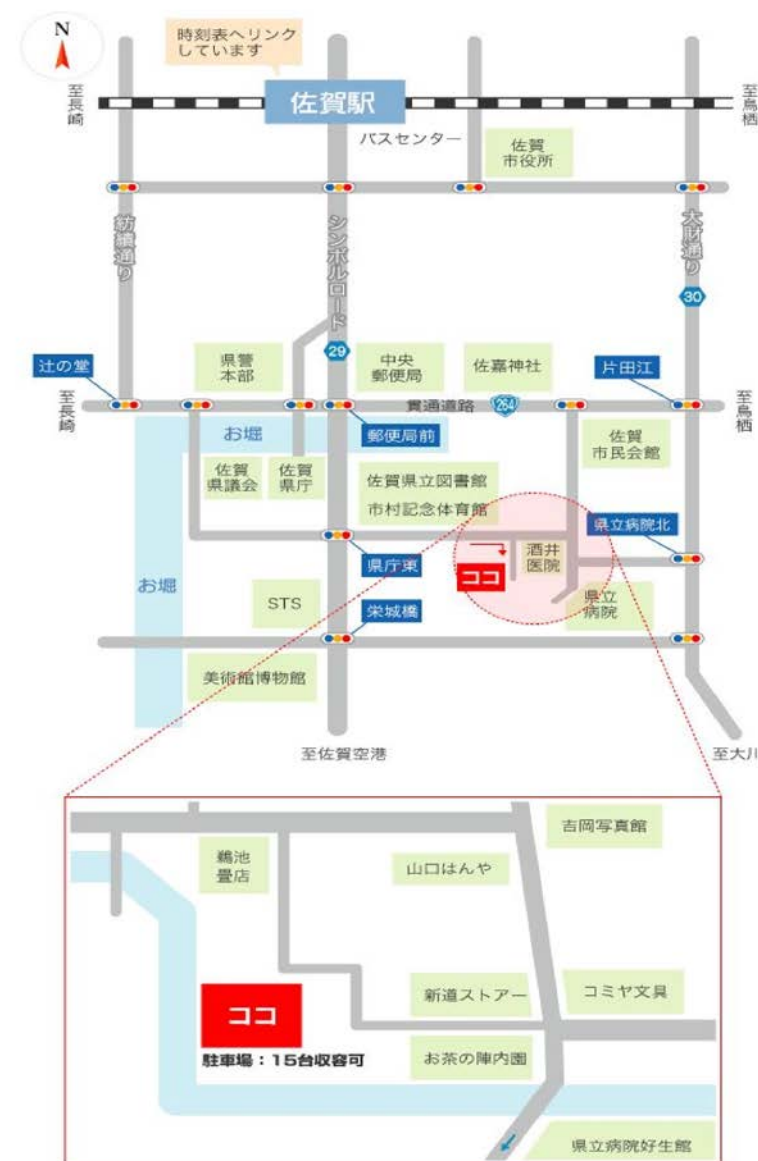 N
時刻表へリンク
しています
至長崎
佐賀駅
至鳥栖
バスセンター
佐賀
市役所
紡績通り
シンボルロード
大財通り
30
29
辻の堂
県警
本部
中央
郵便局
佐嘉神社
片田江
至長崎
貫通道路
264
至鳥栖
お堀
郵便局前
佐賀
市民会館
佐賀
県議会
佐賀
県庁
佐賀県立図書館
市村記念体育館
県立病院北
酒井
医院
県庁東
ココ
お堀
STS
栄城橋
県立
病院
美術館博物館
至佐賀空港
至大川
吉岡写真館
鵜池
畳店
山口はんや
新道ストアー
コミヤ文具
ココ
駐車場：15台収容可
お茶の陣内園
県立病院好生館